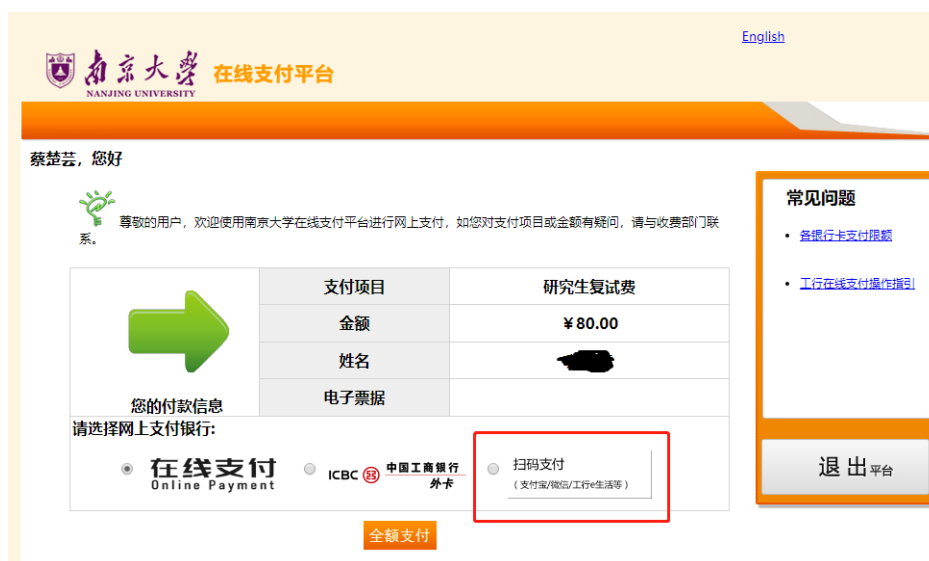 English
南京大学 在线支付平台
NANJING UNIVERSITY
蔡楚芸，您好
尊敬的用户，欢迎使用南京大学在线支付平台进行网上支付，如您对支付项目或金额有疑问，请与收费部门联
系。
您的付款信息
支付项目 研究生复试费
金额 ￥80.00
姓名
电子票据
请选择网上支付银行:
在线支付
Online Payment
ICBC 中国工商银行
外卡
扫码支付
（支付宝/微信/工行e生活等）
全额支付
常见问题
各银行卡支付限额
工行在线支付操作指引
退出平台